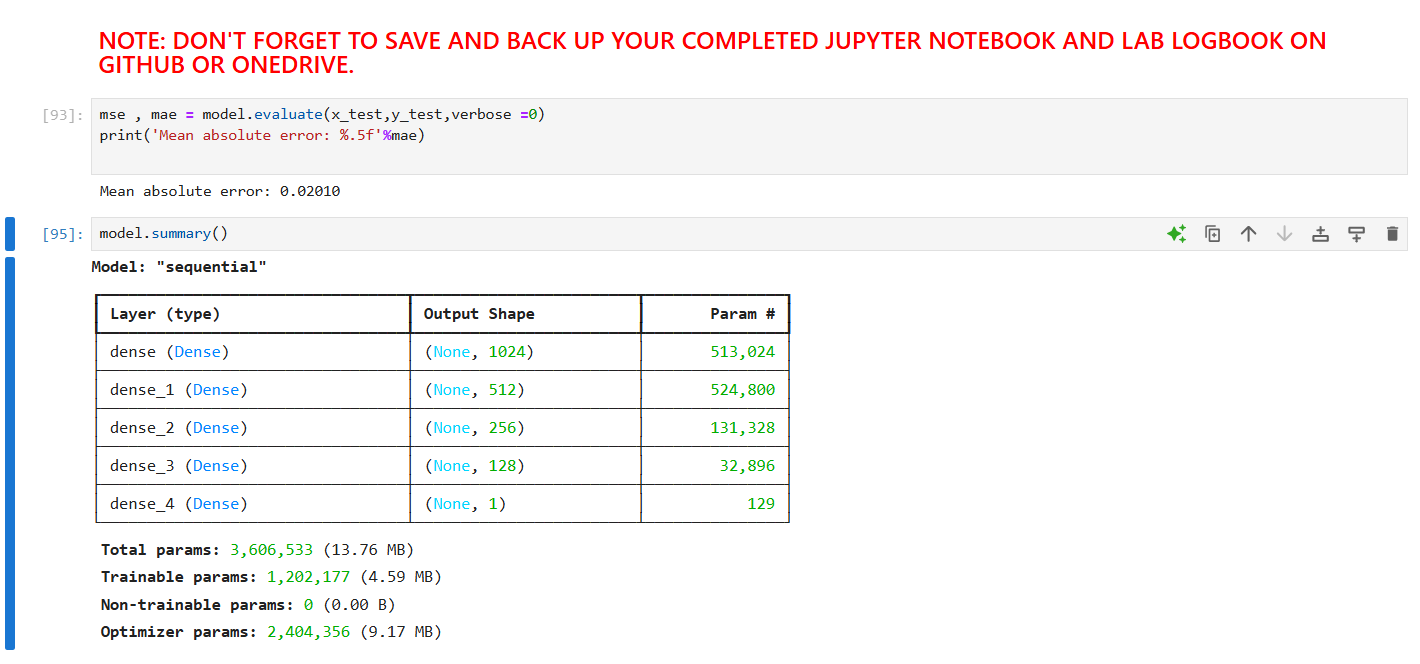 NOTE: DON'T FORGET TO SAVE AND BACK UP YOUR COMPLETED JUPYTER NOTEBOOK AND LAB LOGBOOK ON
GITHUB OR ONEDRIVE.
[93]: mse , mae = model.evaluate(x_test,y_test,verbose =0)
print('Mean absolute error: %.5f'%mae)
Mean absolute error: 0.02010
[95]: model.summary()
Model: "sequential"
Layer (type) Output Shape Param #
dense (Dense) (None, 1024) 513,024
dense_1 (Dense) (None, 512) 524,800
dense_2 (Dense) (None, 256) 131,328
dense_3 (Dense) (None, 128) 32,896
dense_4 (Dense) (None, 1) 129
Total params: 3,606,533 (13.76 MB)
Trainable params: 1,202,177 (4.59 MB)
Non-trainable params: 0 (0.00 B)
Optimizer params: 2,404,356 (9.17 MB)